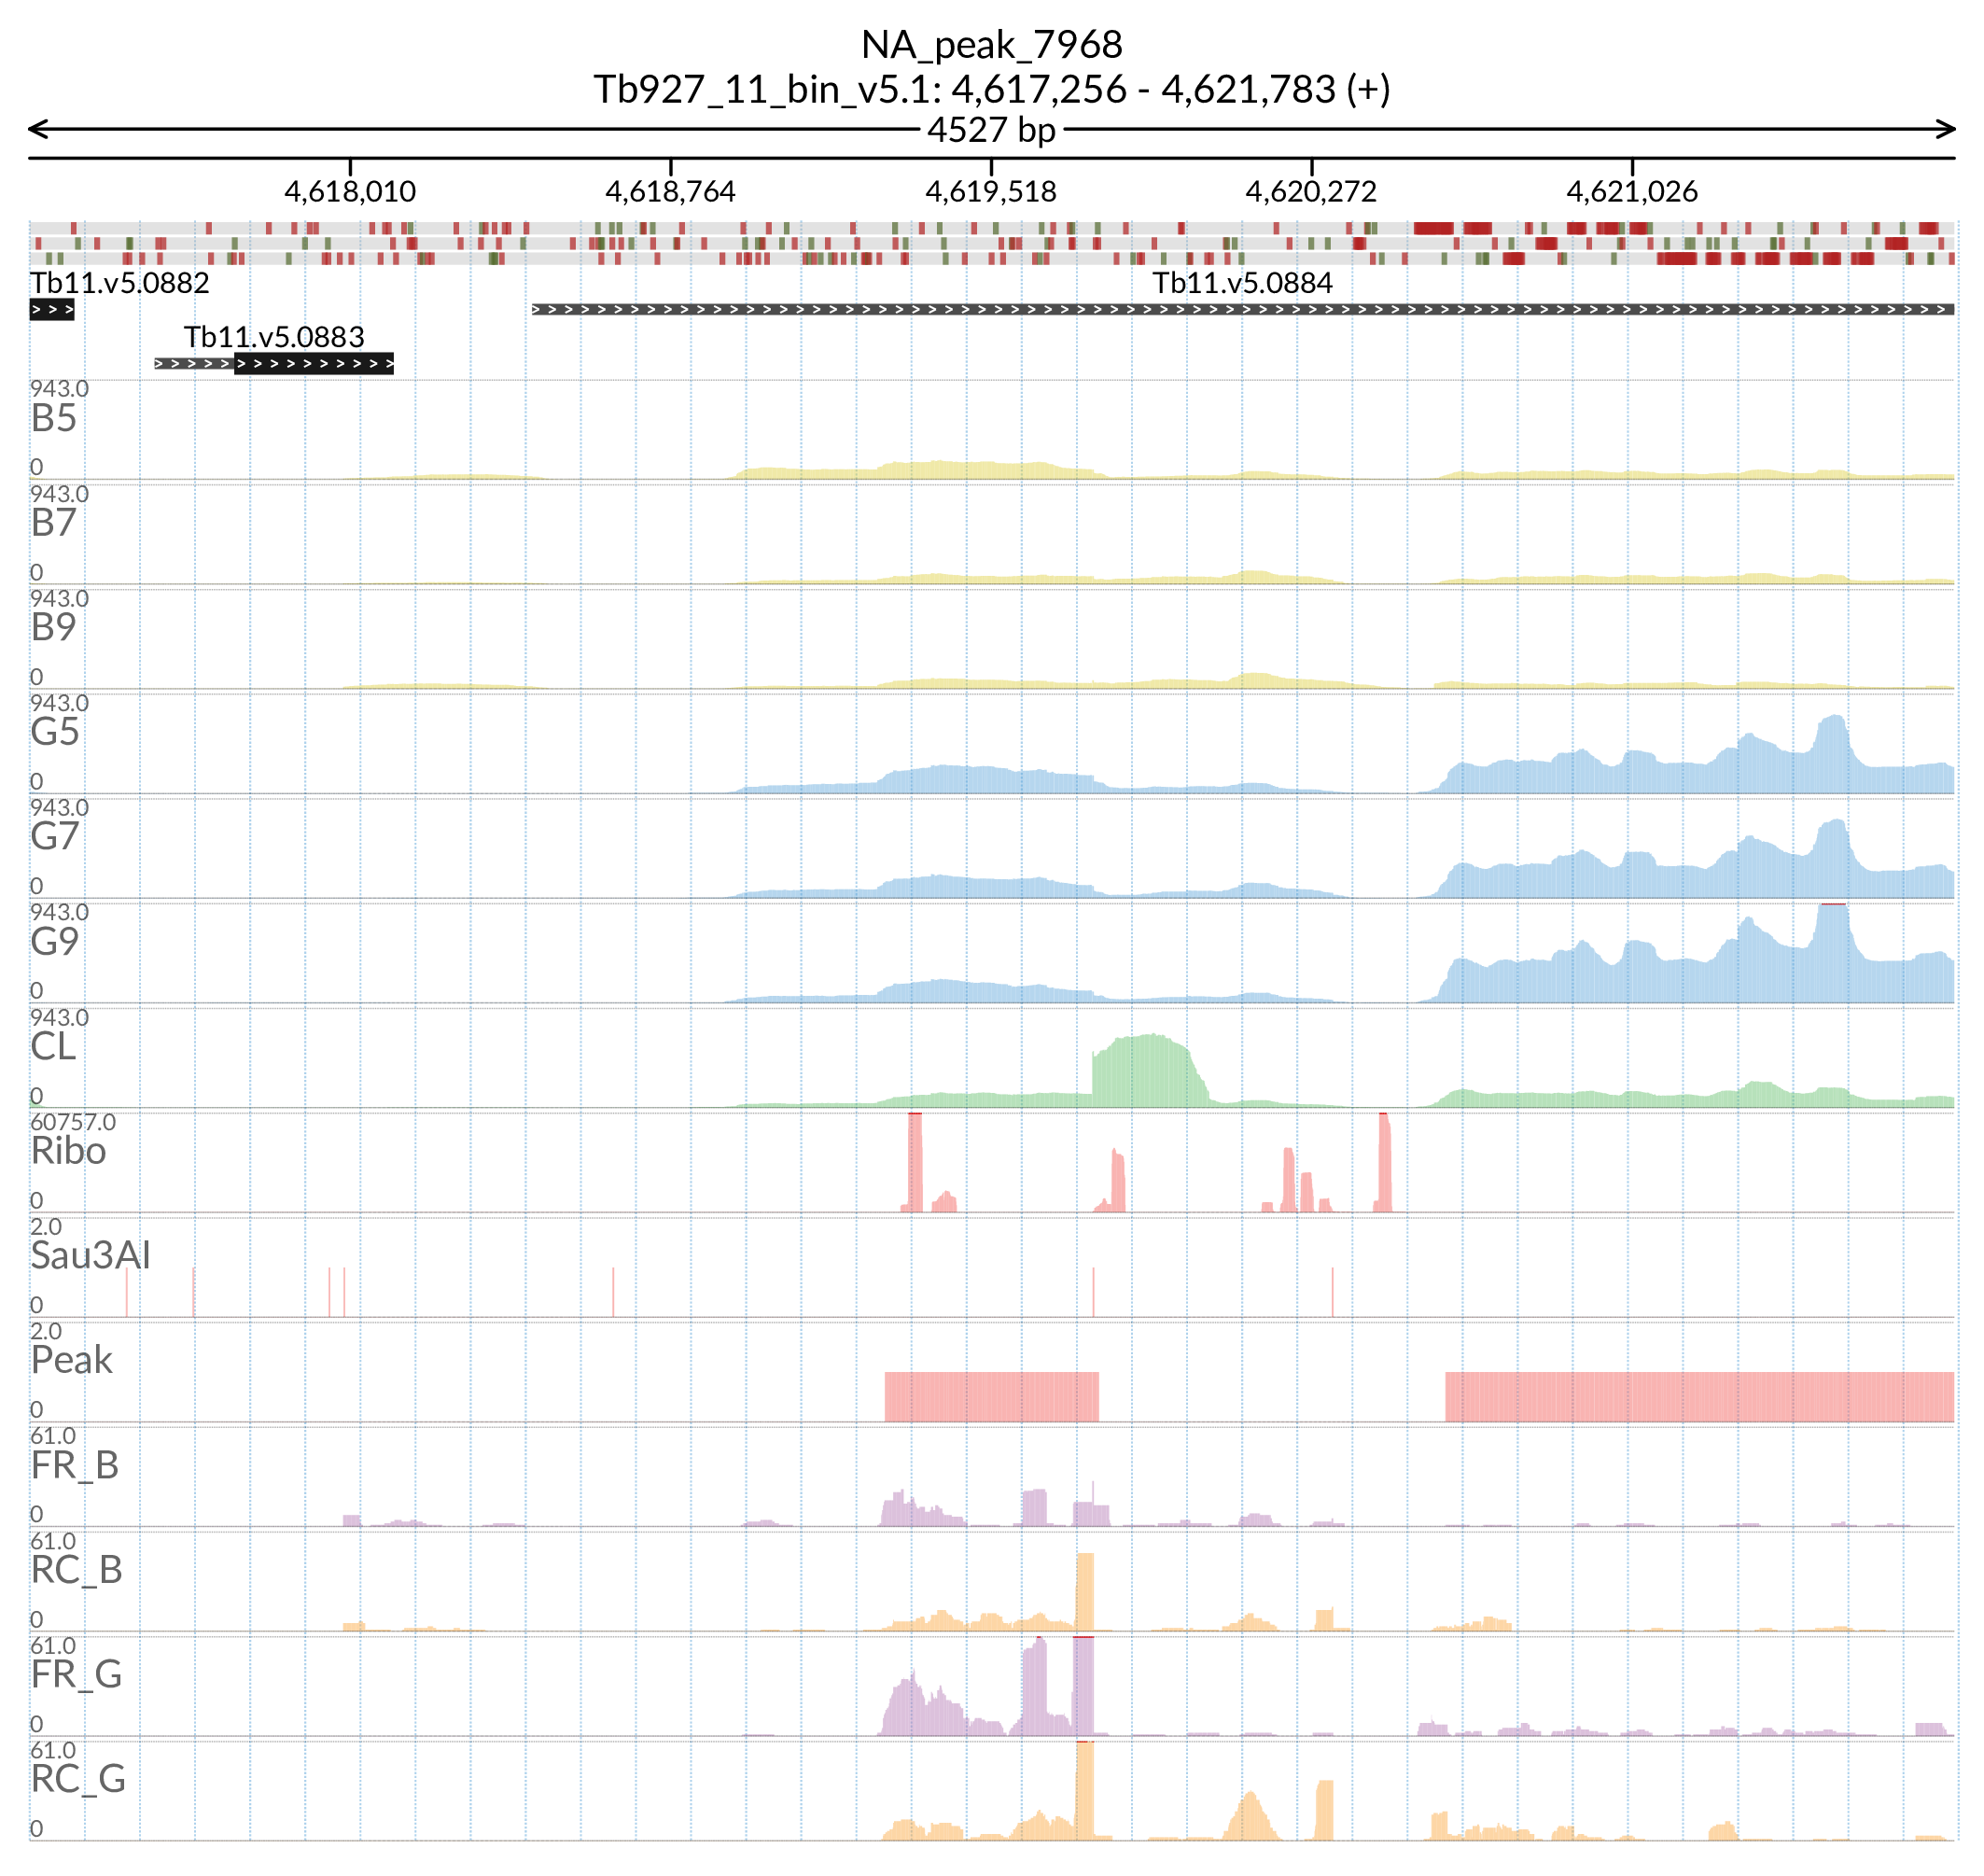 NA_peak_7968
Tb927_11_bin_v5.1: 4,617,256 - 4,621,783 (+)
4527 bp
4,618,010 4,618,764 4,619,518 4,620,272 4,621,026
Tb11.v5.0882 Tb11.v5.0884
Tb11.v5.0883
943.0
B5
0
943.0
B7
0
943.0
B9
0
943.0
G5
0
943.0
G7
0
943.0
G9
0
943.0
CL
0
60757.0
Ribo
0
2.0
Sau3AI
0
2.0
Peak
0
61.0
FR_B
0
61.0
RC_B
0
61.0
FR_G
0
61.0
RC_G
0